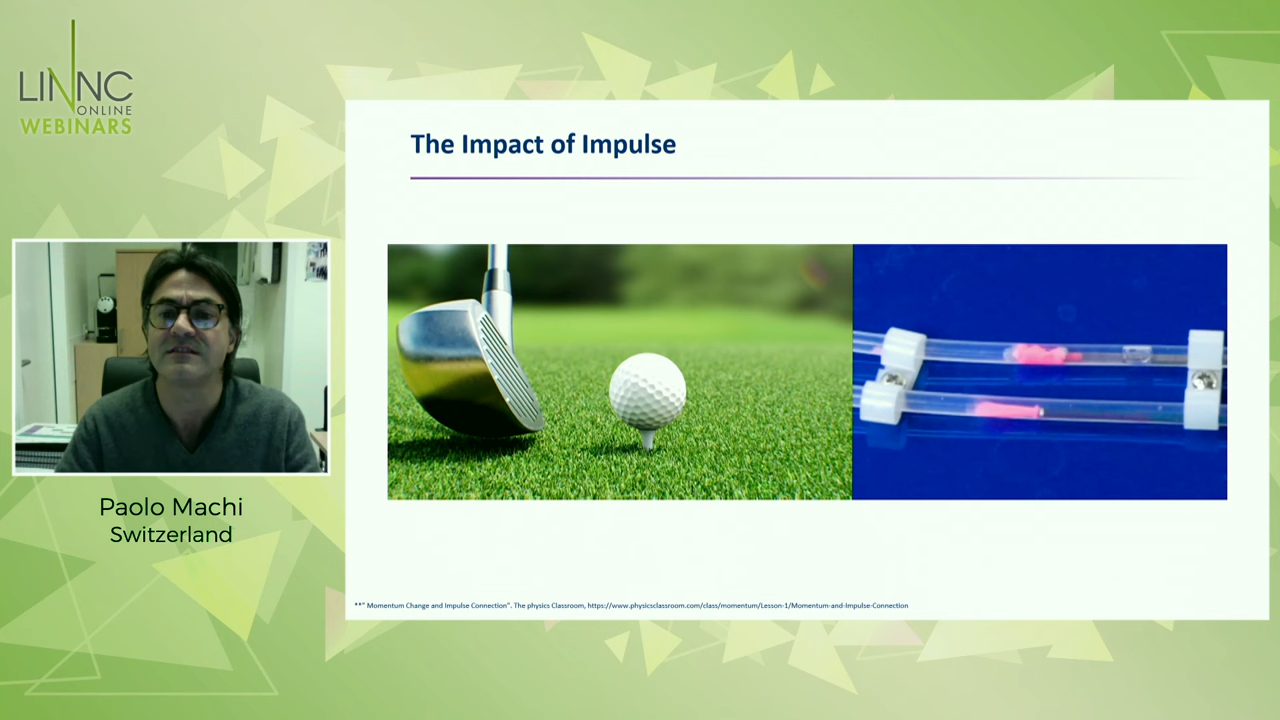 LINNC
ONLINE
WEBINARS
The Impact of Impulse
Paolo Machi
Switzerland
**" Momentum Change and Impulse Connection". The physics Classroom, https://www.physicsclassroom.com/class/momentum/Lesson-1/Momentum-and-Impulse-Connection